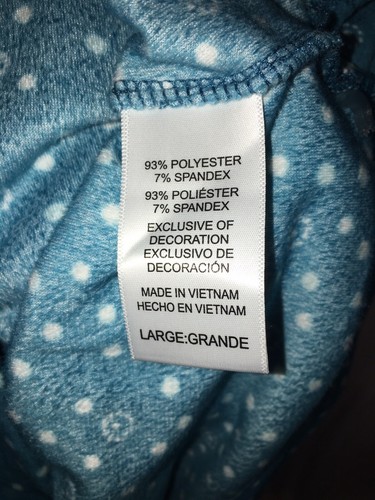 93% POLYESTER
7% SPANDEX
93% POLIÉSTER
7% SPANDEX
EXCLUSIVE OF
DECORATION
EXCLUSIVO DE
DECORACIÓN
MADE IN VIETNAM
HECHO EN VIETNAM
LARGE:GRANDE